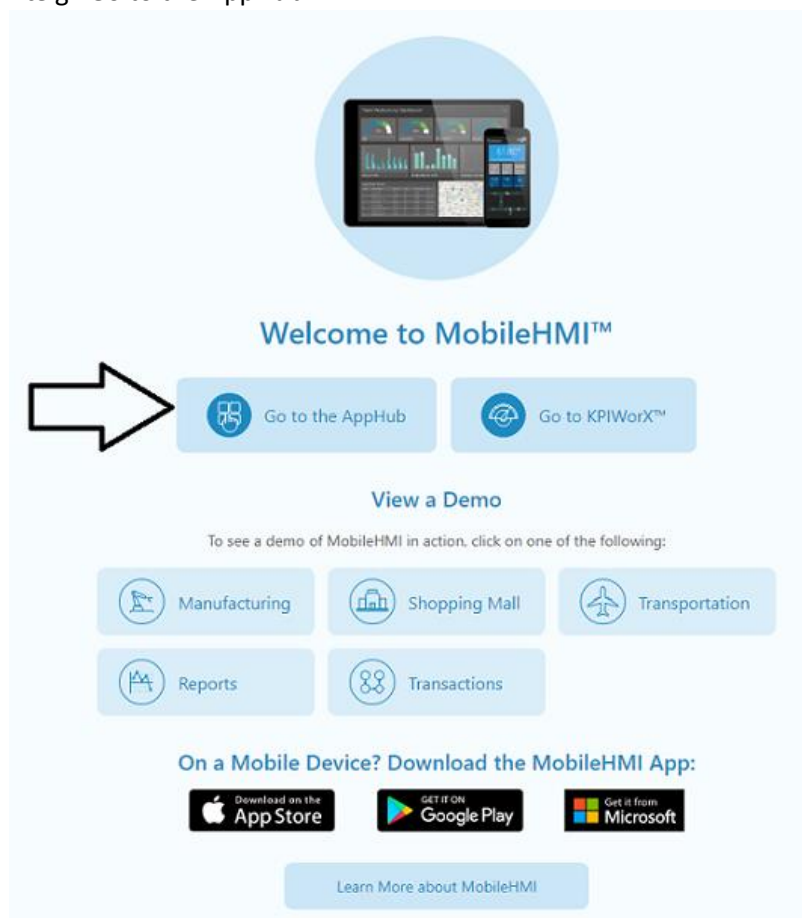 Welcome to MobileHMI™
Go to the AppHub
Go to KPIWorX™
View a Demo
To see a demo of MobileHMI in action, click on one of the following:
Manufacturing
Shopping Mall
Transportation
Reports
Transactions
On a Mobile Device? Download the MobileHMI App:
Download on the
App Store
GET IT ON
Google Play
Get it from
Microsoft
Learn More about MobileHMI